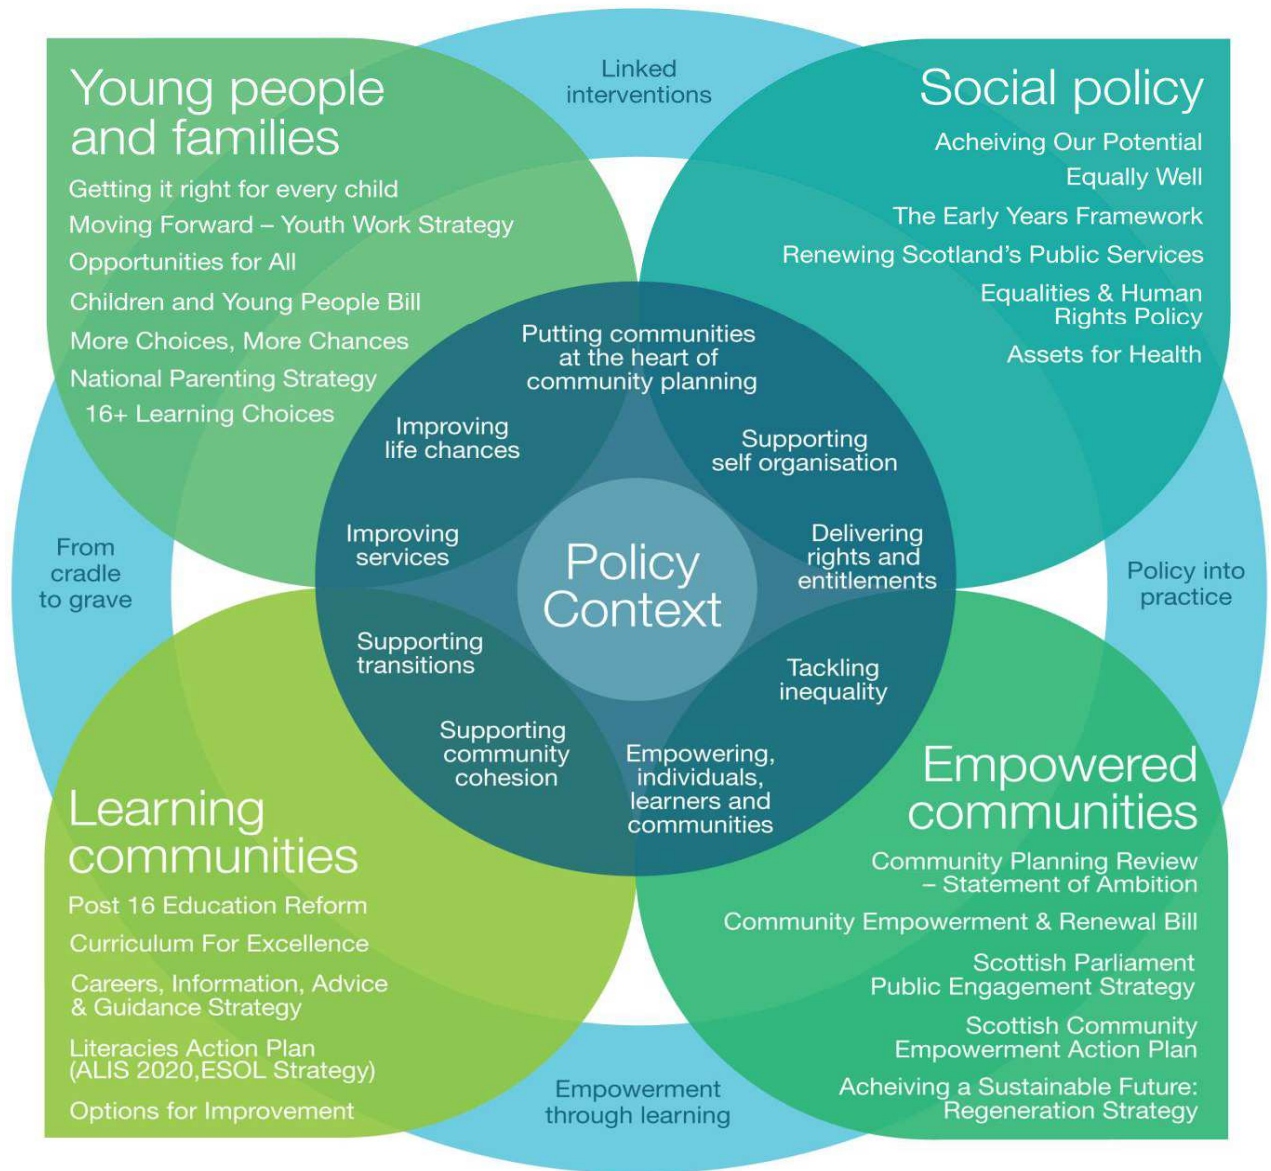 Linked
interventions
Young people
and families
Getting it right for every child
Moving Forward – Youth Work Strategy
Opportunities for All
Children and Young People Bill
More Choices, More Chances
National Parenting Strategy
16+ Learning Choices
Social policy
Acheiving Our Potential
Equally Well
The Early Years Framework
Renewing Scotland's Public Services
Equalities & Human
Rights Policy
Assets for Health
Putting communities
at the heart of
community planning
Improving
life chances
Supporting
self organisation
Improving
services
Delivering
rights and
entitlements
Policy
Context
From
cradle
to grave
Policy into
practice
Supporting
transitions
Tackling
inequality
Supporting
community
cohesion
Empowering,
individuals,
learners and
communities
Learning
communities
Post 16 Education Reform
Curriculum For Excellence
Careers, Information, Advice
& Guidance Strategy
Literacies Action Plan
(ALIS 2020,ESOL Strategy)
Options for Improvement
Empowered
communities
Community Planning Review
– Statement of Ambition
Community Empowerment & Renewal Bill
Scottish Parliament
Public Engagement Strategy
Scottish Community
Empowerment Action Plan
Acheiving a Sustainable Future:
Regeneration Strategy
Empowerment
through learning